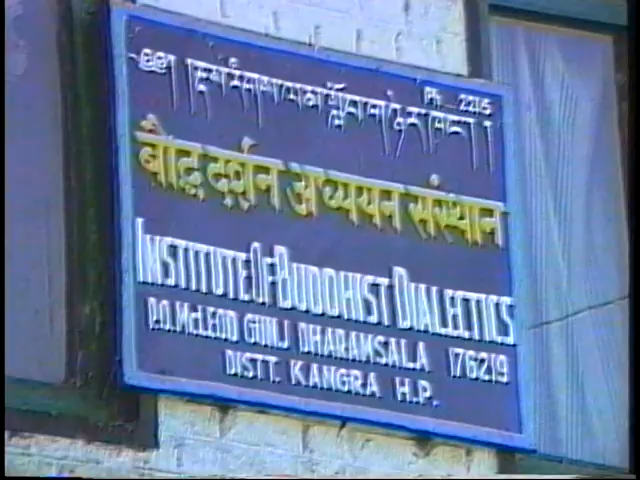 PH. 2215
बौद्ध दर्शन अध्ययन संस्थान
INSTITUTE OF BUDDHIST DIALECTICS
P.O. MCLEOD GUNJ DHARAMSALA 176219
DISTT. KANGRA H.P.